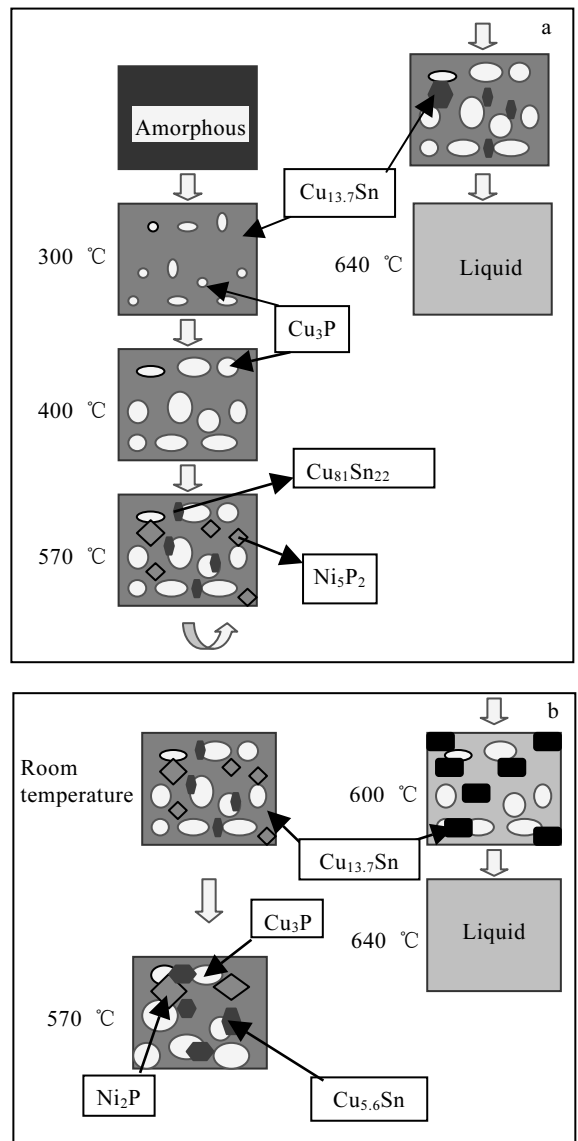 a
Amorphous
Cu₁₃.₇Sn
300 ℃
640 ℃
Liquid
Cu₃P
400 ℃
Cu₈₁Sn₂₂
570 ℃
Ni₅P₂
b
Room
temperature
600 ℃
Cu₁₃.₇Sn
Cu₃P
640 ℃
Liquid
570 ℃
Ni₂P
Cu₅.₆Sn